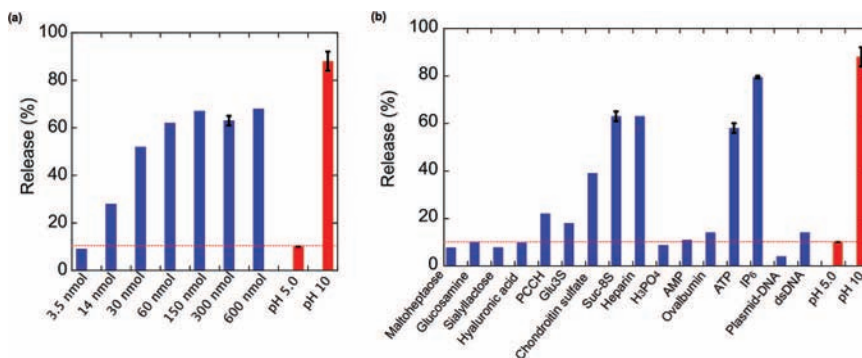 (a)
100
80
60
40
20
0
Release (%)
3.5 nmol
14 nmol
30 nmol
60 nmol
150 nmol
300 nmol
600 nmol
pH 5.0
pH 10
(b)
100
80
60
40
20
0
Release (%)
Maltoheptaose
Glucosamine
Sialyllactose
Hyaluronic acid
PCCH
Glu3S
Chondroitin sulfate
Suc-8S
Heparin
H₃PO₄
AMP
Ovalbumin
ATP
IP₆
Plasmid-DNA
dsDNA
pH 5.0
pH 10